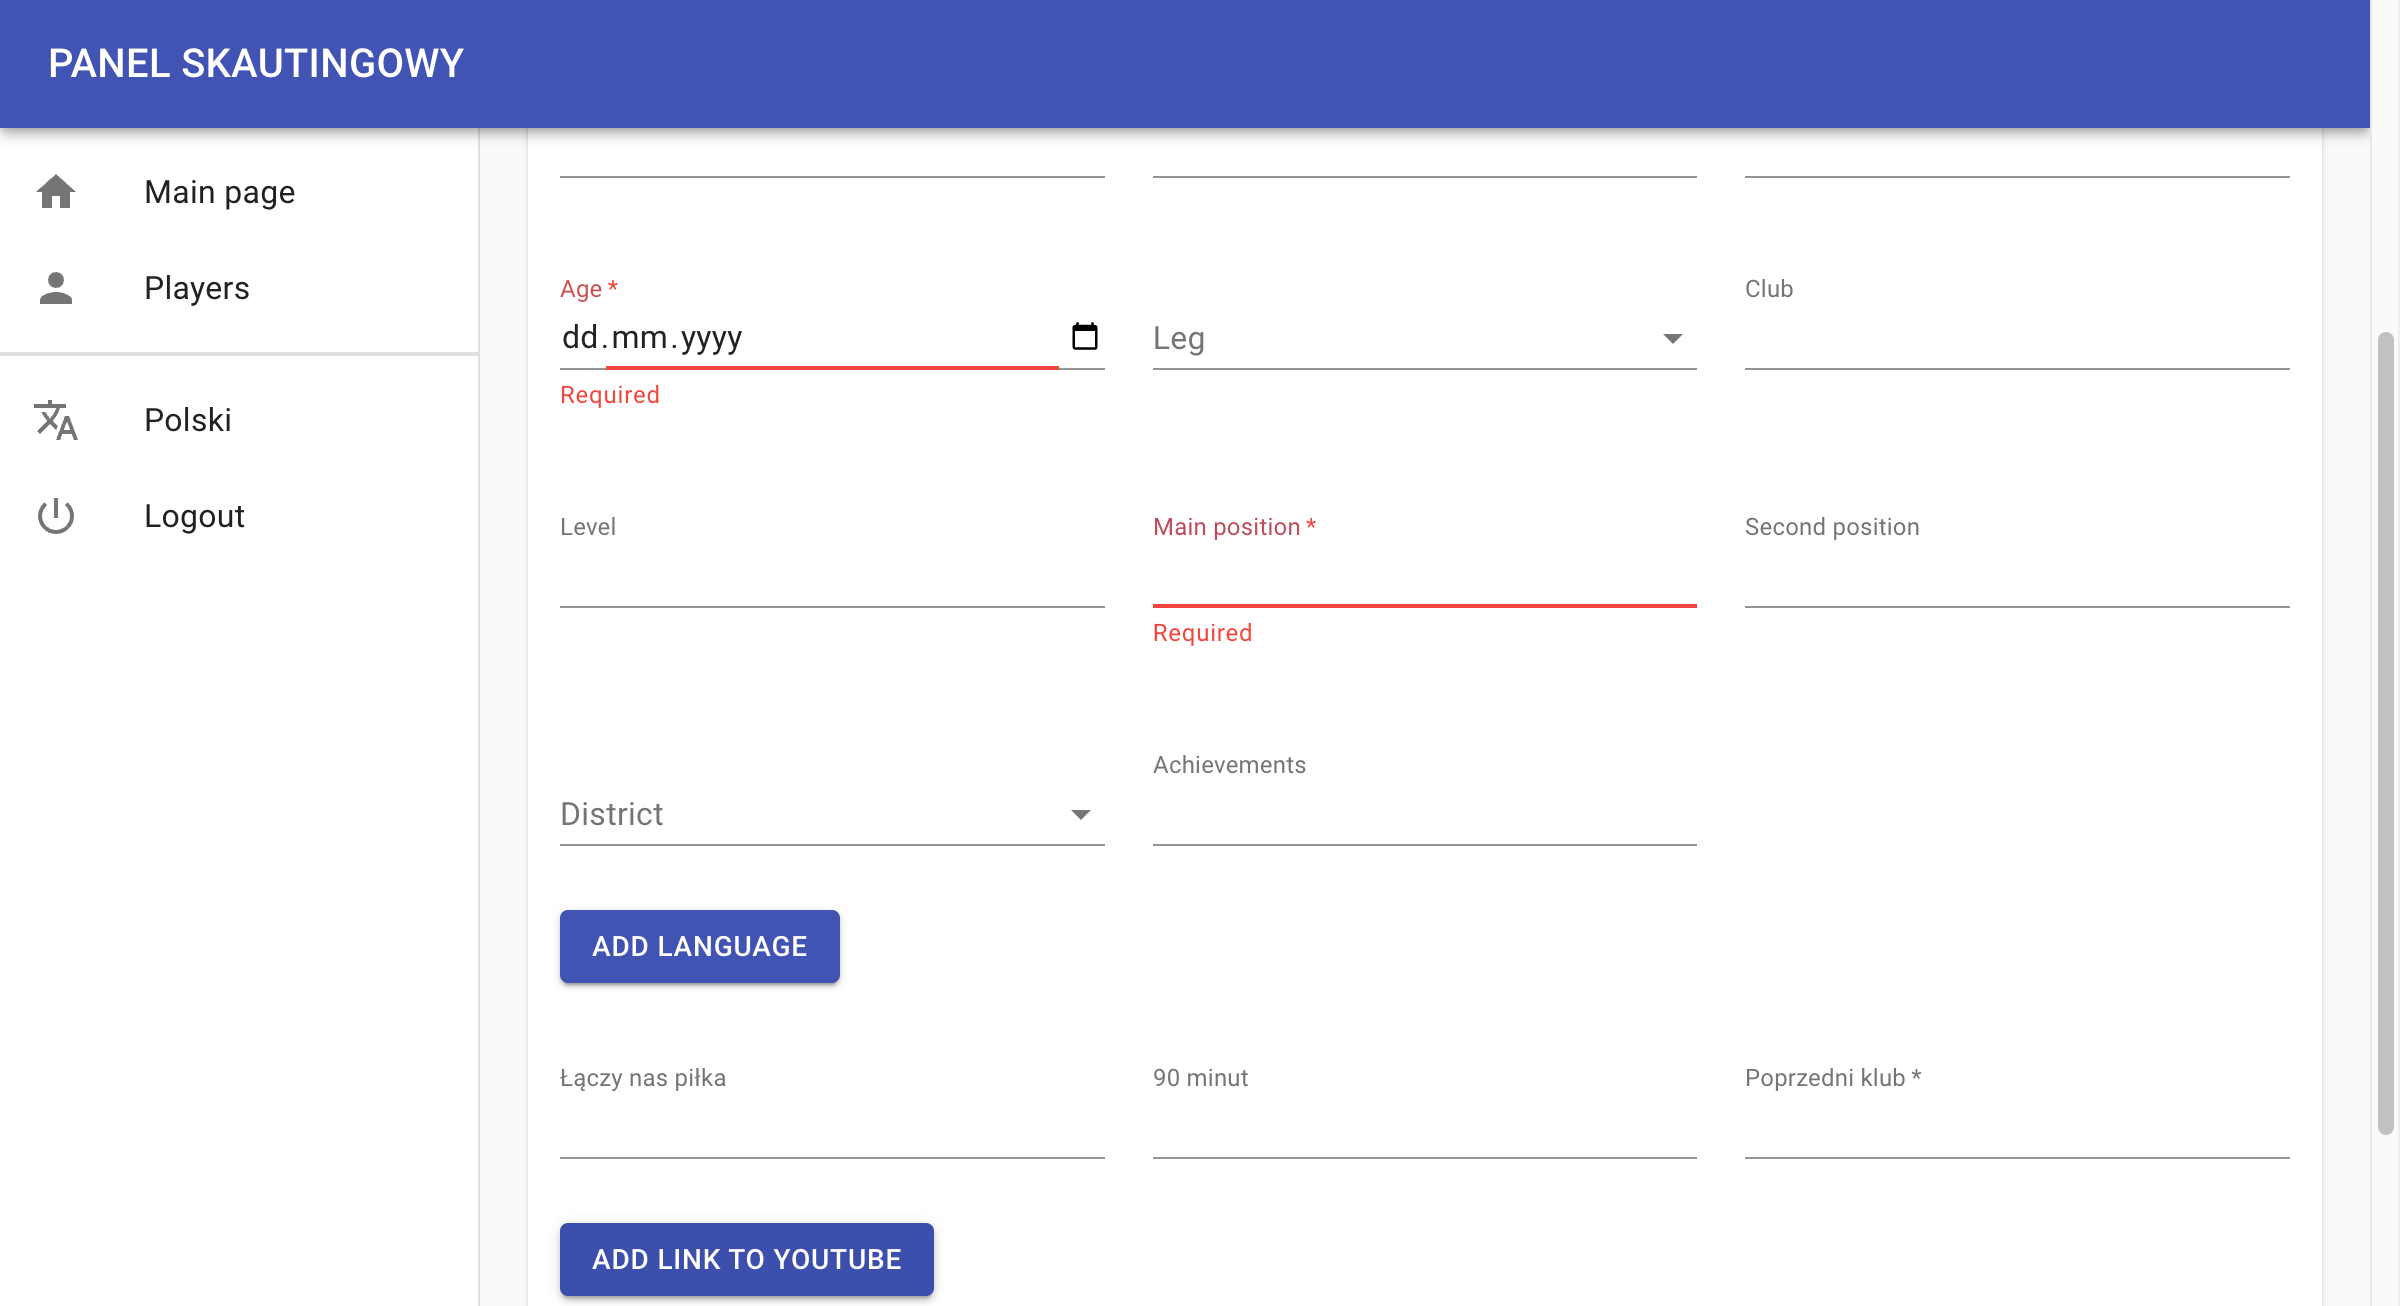 PANEL SKAUTINGOWY
Main page
Players
Polski
Logout
Age *
dd.mm.yyyy
Required
Leg
Club
Level
Main position *
Required
Second position
District
Achievements
ADD LANGUAGE
Łączy nas piłka
90 minut
Poprzedni klub *
ADD LINK TO YOUTUBE